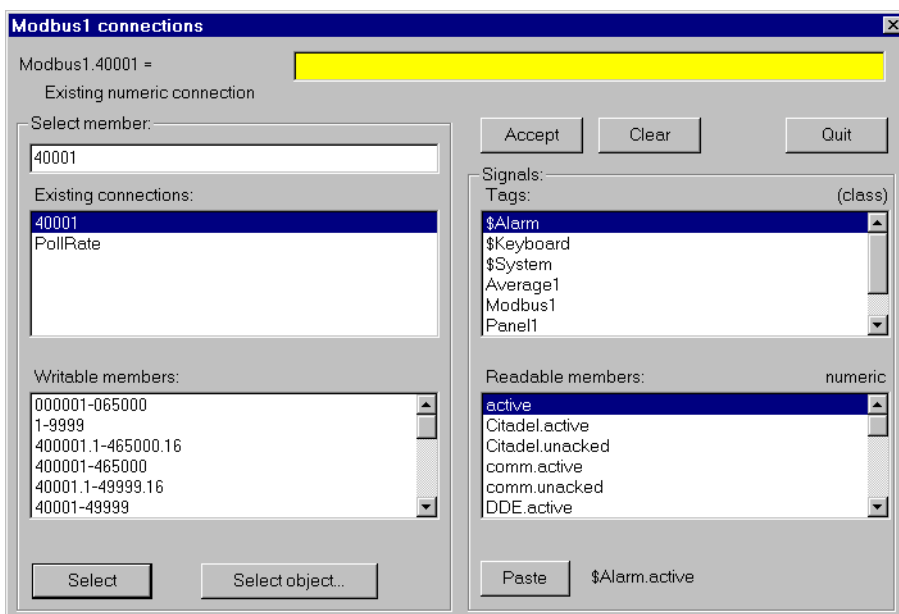 Modbus1 connections
Modbus1.40001 =
Existing numeric connection
Select member:
40001
Existing connections:
40001
PollRate
Writable members:
000001-065000
1-9999
400001.1-465000.16
400001-465000
40001.1-49999.16
40001-49999
Select
Select object...
Accept
Clear
Quit
Signals:
Tags:
(class)
$Alarm
$Keyboard
$System
Average1
Modbus1
Panel1
Readable members:
numeric
active
Citadel.active
Citadel.unacked
comm.active
comm.unacked
DDE.active
Paste
$Alarm.active